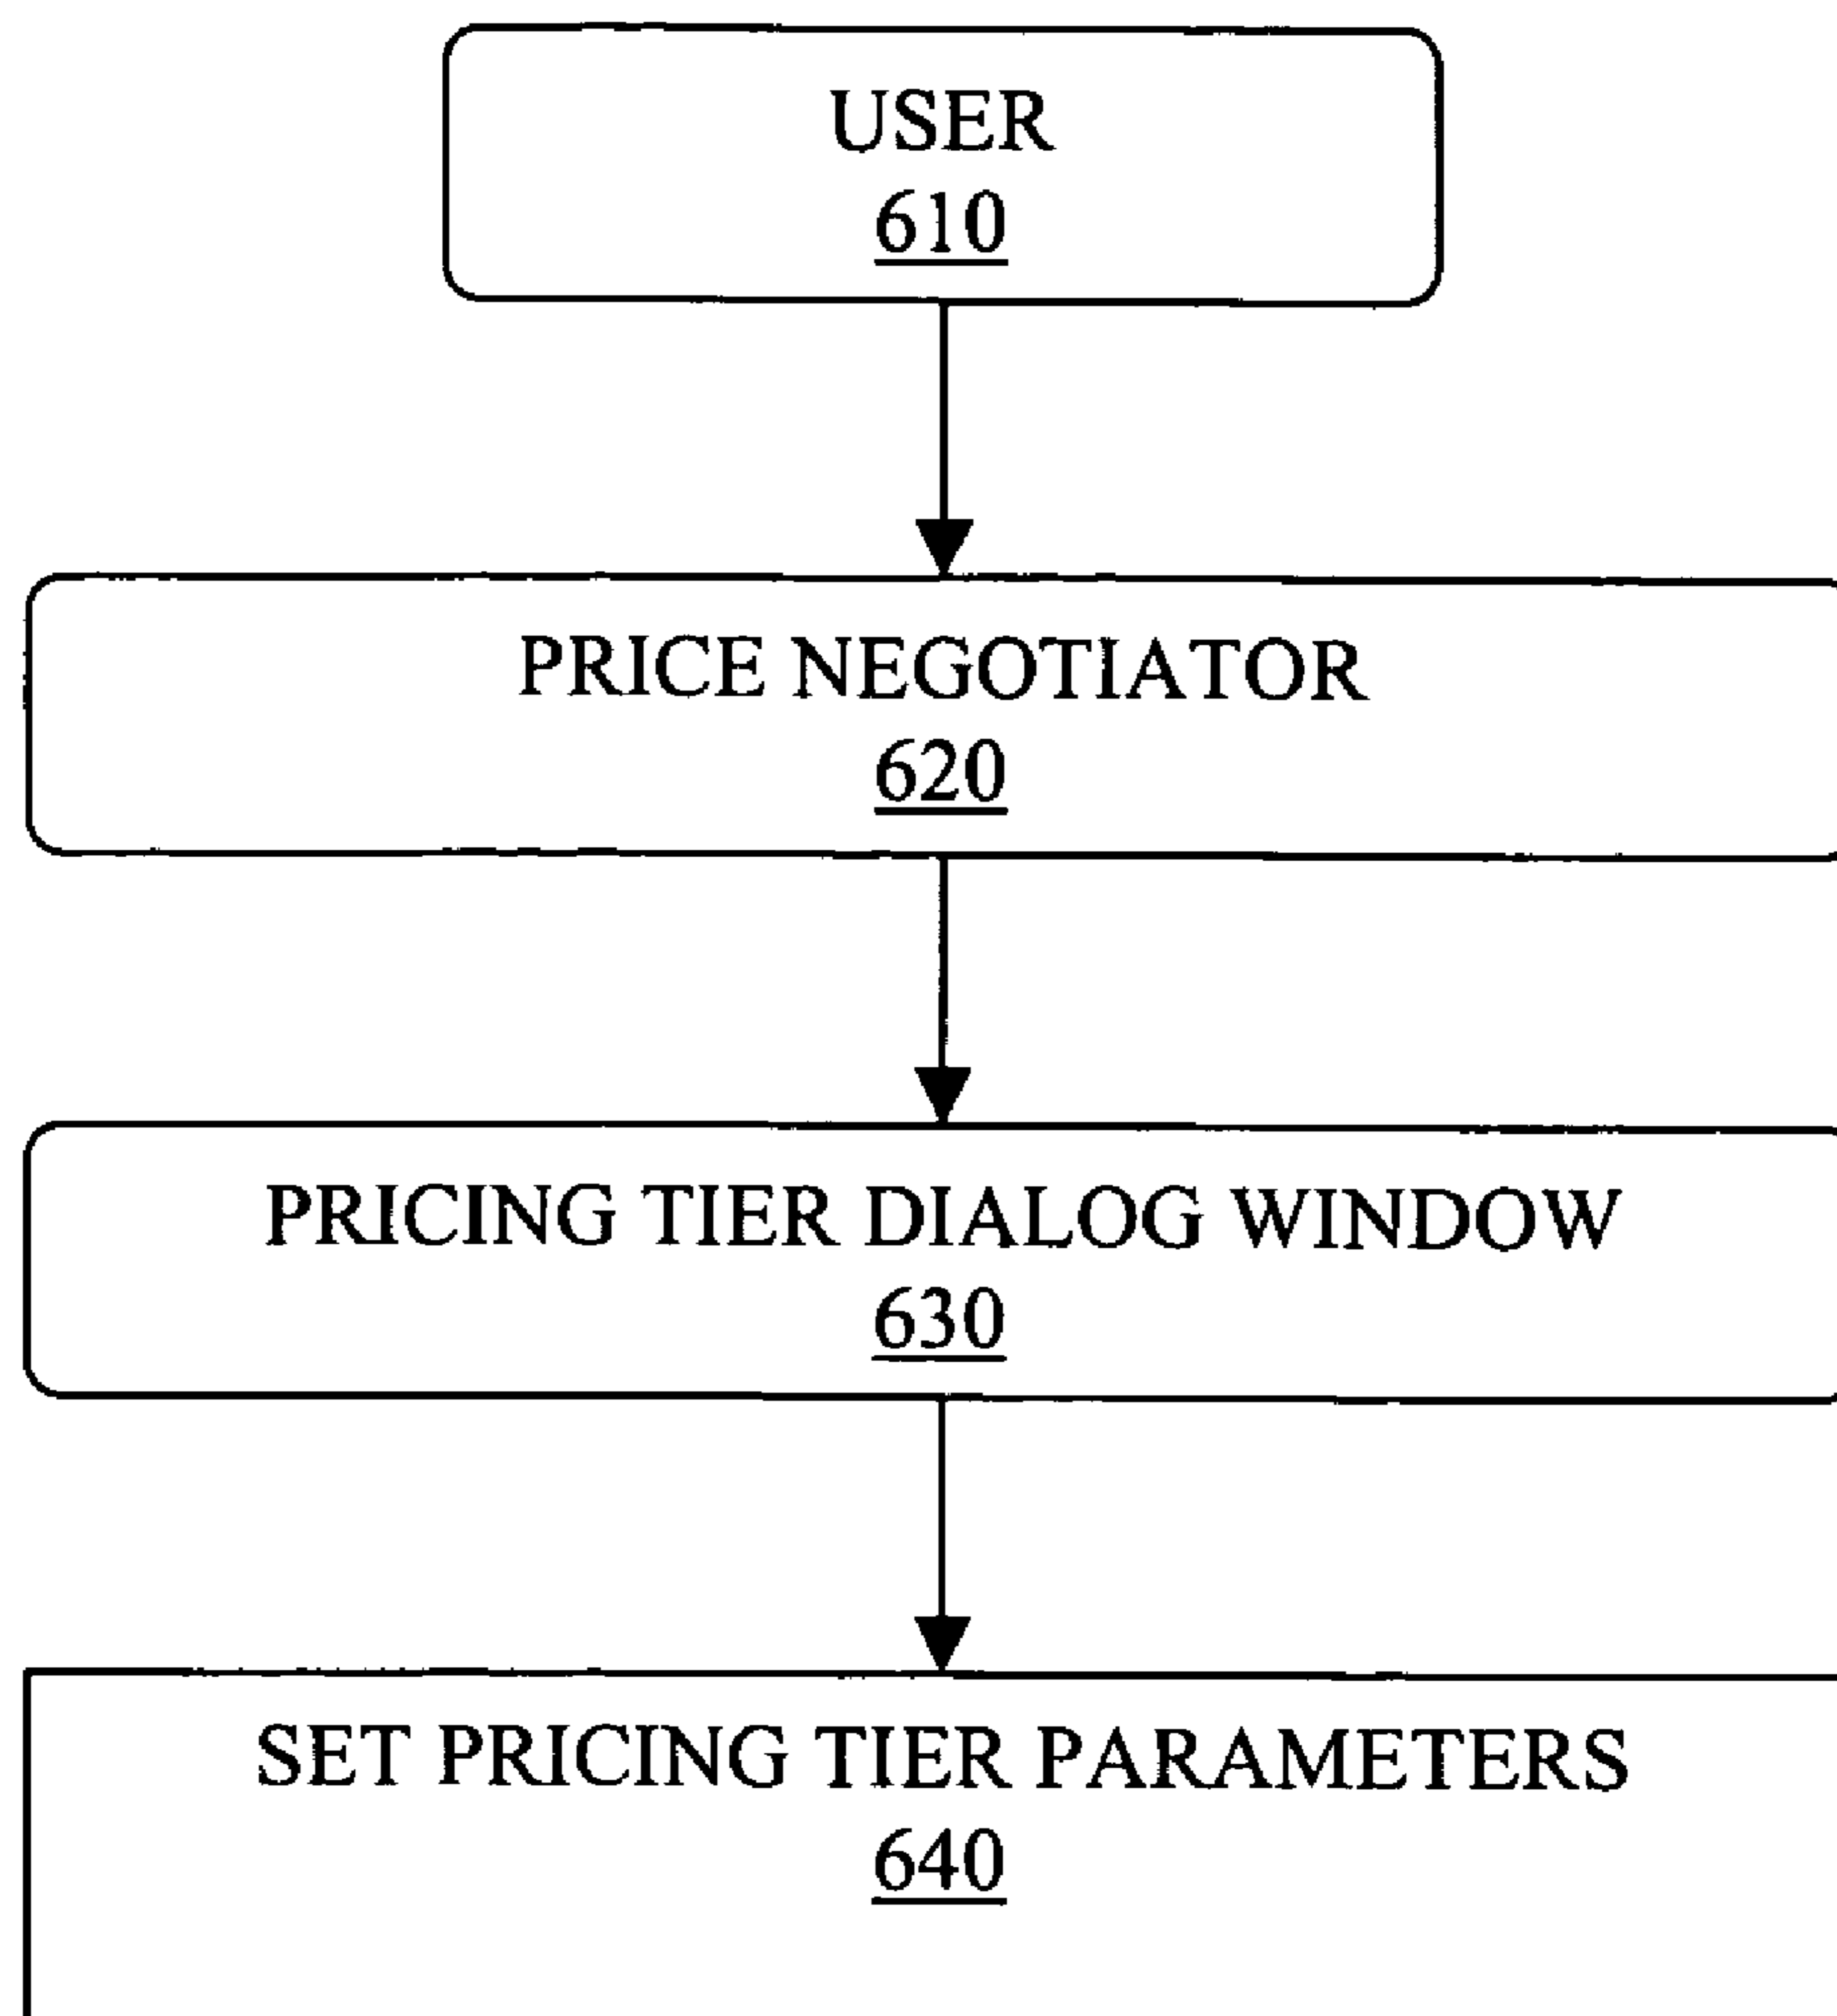 USER
610
PRICE NEGOTIATOR
620
PRICING TIER DIALOG WINDOW
630
SET PRICING TIER PARAMETERS
640